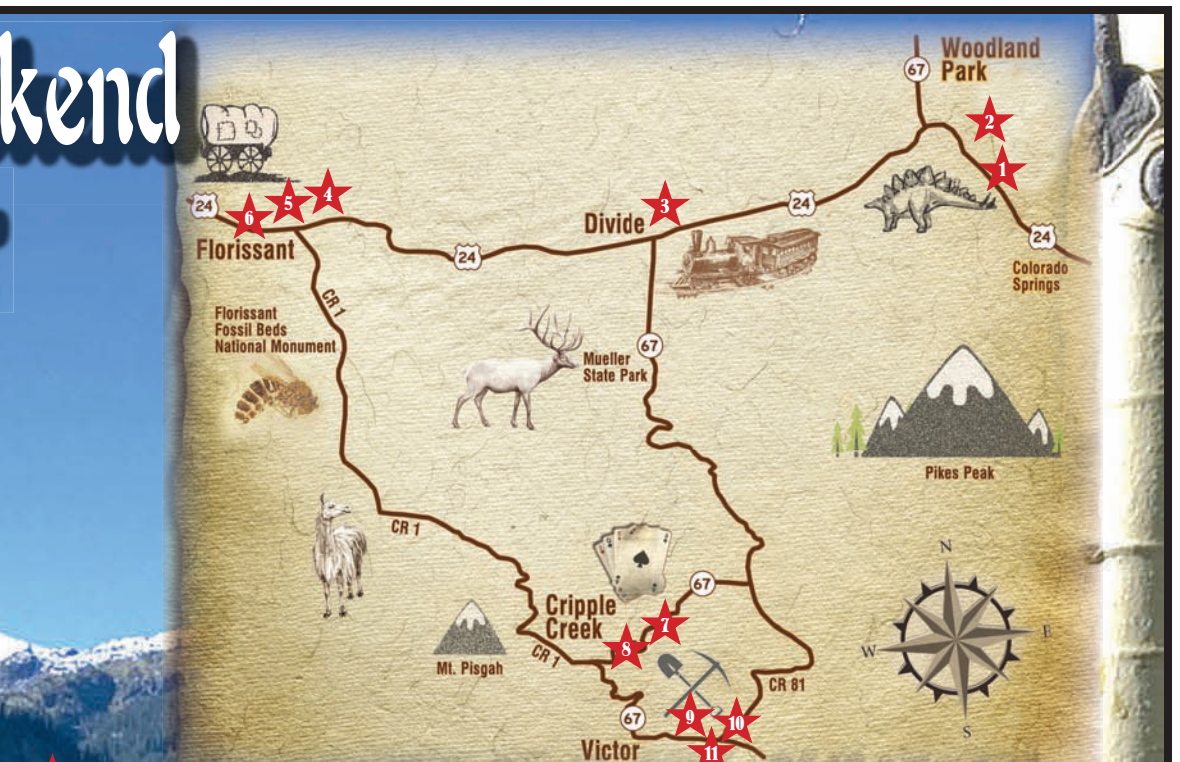 kend
67
Woodland
Park
2
1
24
4
5
6
Florissant
3
Divide
24
24
24
Colorado
Springs
CR 1
Florissant
Fossil Beds
National Monument
67
Mueller
State Park
Pikes Peak
CR 1
N
E
S
W
67
Cripple
Creek
7
8
CR 1
Mt. Pisgah
CR 81
67
9
10
11
Victor